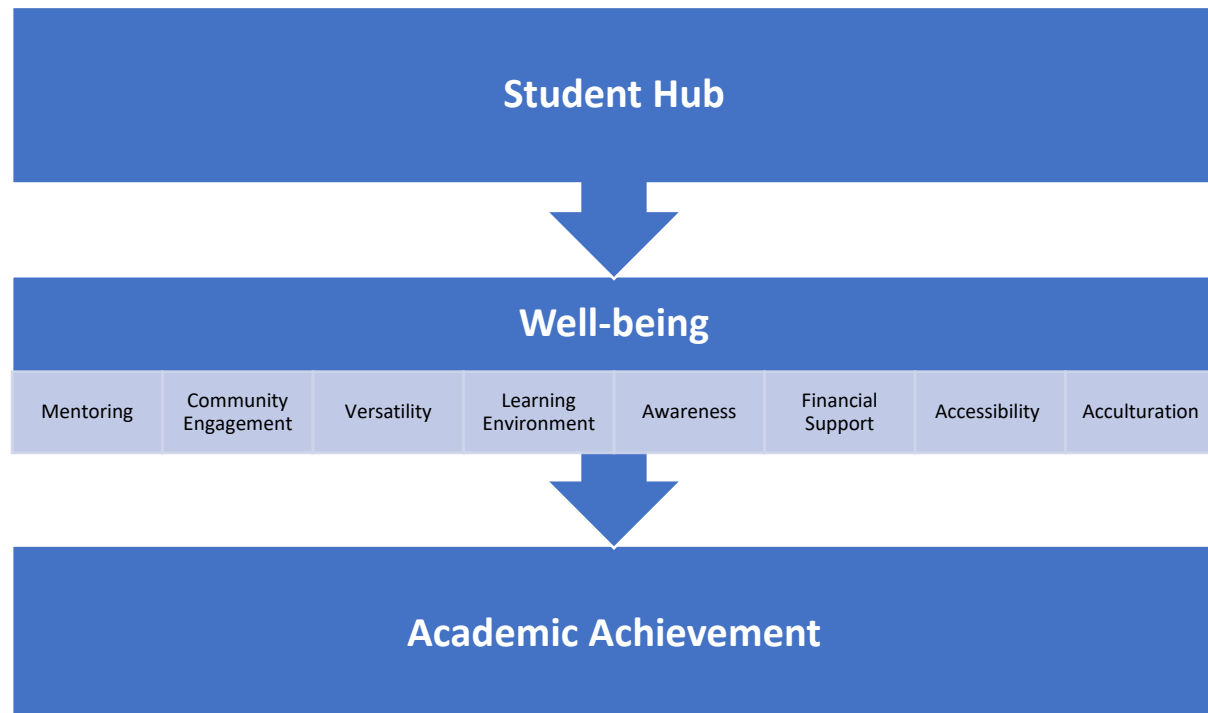 Student Hub
Well-being
Mentoring
Community
Engagement
Versatility
Learning
Environment
Awareness
Financial
Support
Accessibility
Acculturation
Academic Achievement